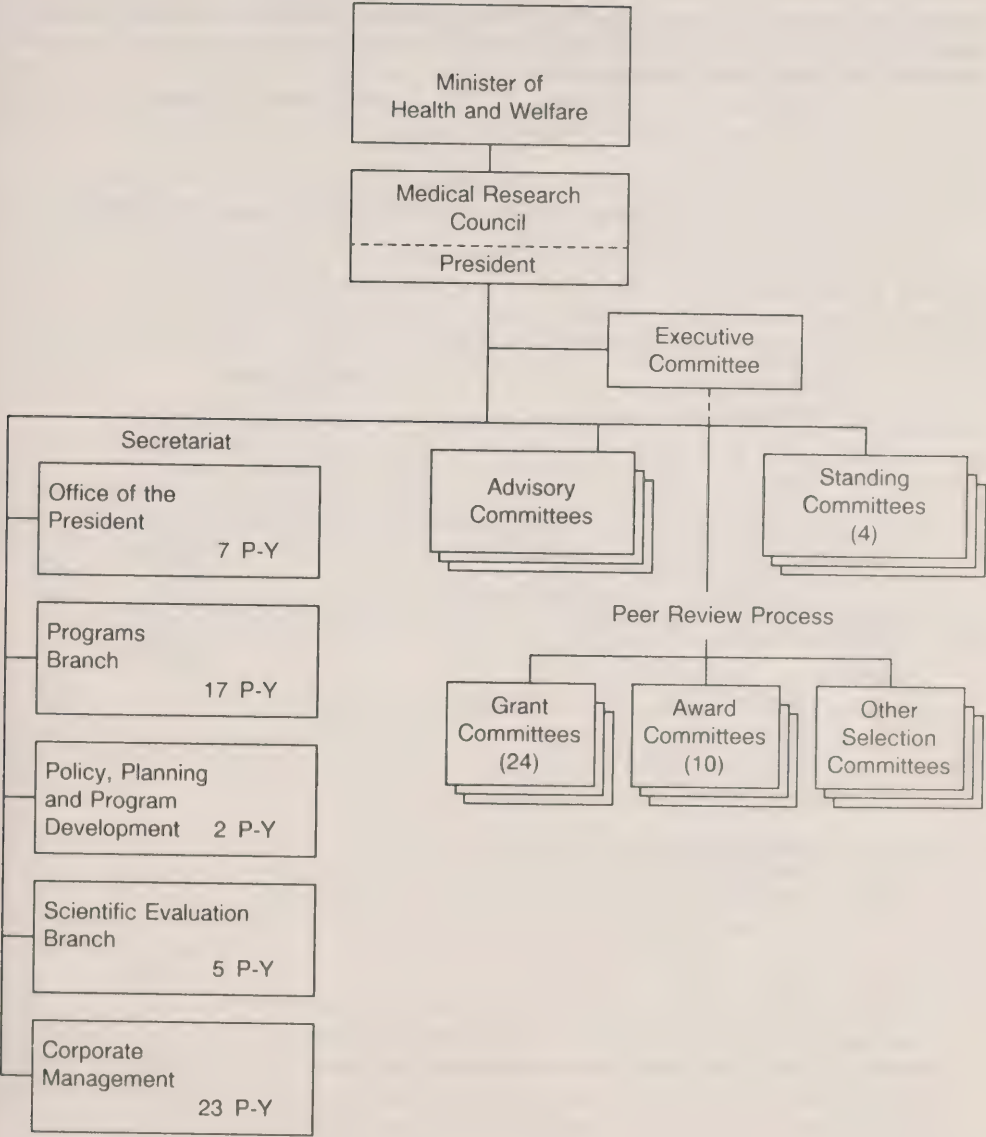 Minister of
Health and Welfare
Medical Research
Council
President
Executive
Committee
Secretariat
Office of the
President
7 P-Y
Programs
Branch
17 P-Y
Policy, Planning
and Program
Development 2 P-Y
Scientific Evaluation
Branch
5 P-Y
Corporate
Management
23 P-Y
Advisory
Committees
Standing
Committees
(4)
Peer Review Process
Grant
Committees
(24)
Award
Committees
(10)
Other
Selection
Committees